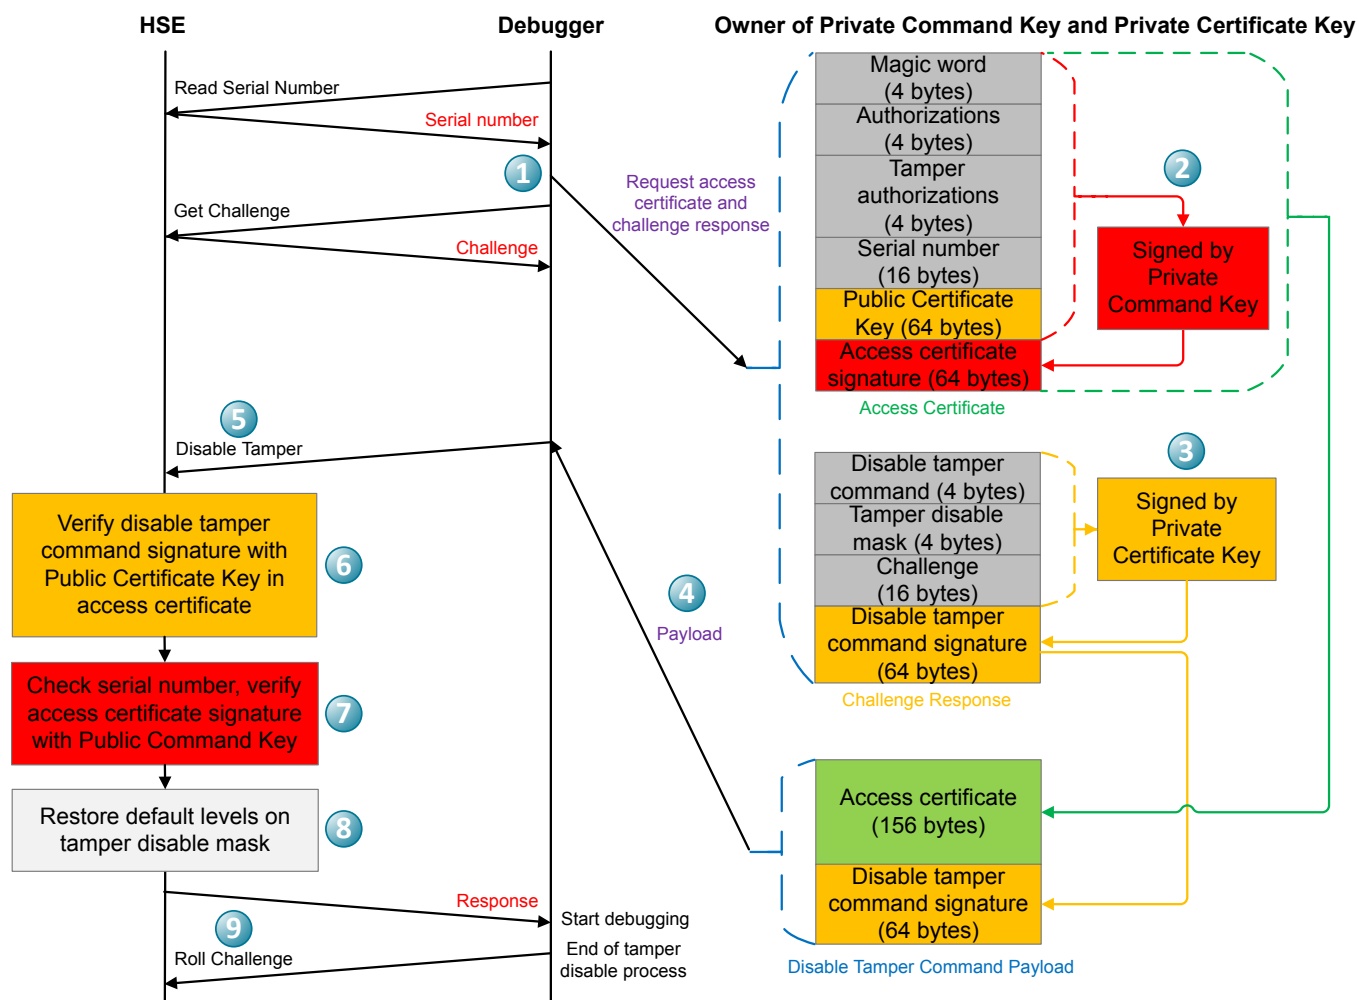 HSE
Debugger
Owner of Private Command Key and Private Certificate Key
Read Serial Number
Serial number
1
Get Challenge
Challenge
Request access
certificate and
challenge response
Magic word
(4 bytes)
Authorizations
(4 bytes)
Tamper
authorizations
(4 bytes)
Serial number
(16 bytes)
Public Certificate
Key (64 bytes)
Access certificate
signature (64 bytes)
Access Certificate
2
Signed by
Private
Command Key
5
Disable Tamper
Verify disable tamper
command signature with
Public Certificate Key in
access certificate
6
Check serial number, verify
access certificate signature
with Public Command Key
7
Restore default levels on
tamper disable mask
8
4
Payload
Disable tamper
command (4 bytes)
Tamper disable
mask (4 bytes)
Challenge
(16 bytes)
Disable tamper
command signature
(64 bytes)
Challenge Response
3
Signed by
Private
Certificate Key
Access certificate
(156 bytes)
Disable tamper
command signature
(64 bytes)
Disable Tamper Command Payload
Response
Start debugging
9
Roll Challenge
End of tamper
disable process